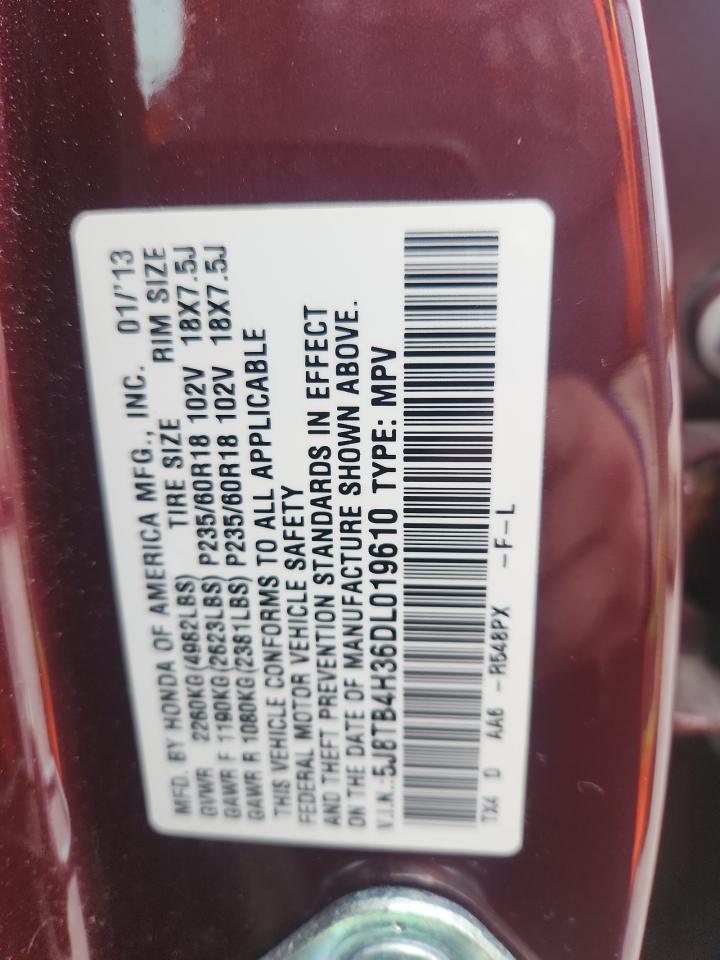 MFD. BY HONDA OF AMERICA MFG., INC. 01/'13
GVWR 2260KG(4982LBS) TIRE SIZE RIM SIZE
GAWR F 1190KG(2623LBS) P235/60R18 102V 18X7.5J
GAWR R 1080KG(2381LBS) P235/60R18 102V 18X7.5J
THIS VEHICLE CONFORMS TO ALL APPLICABLE
FEDERAL MOTOR VEHICLE SAFETY
AND THEFT PREVENTION STANDARDS IN EFFECT
ON THE DATE OF MANUFACTURE SHOWN ABOVE.
V.I.N.:5J8TB4H36DL019610 TYPE: MPV
TX4 D AA6 -R548PX -F-L